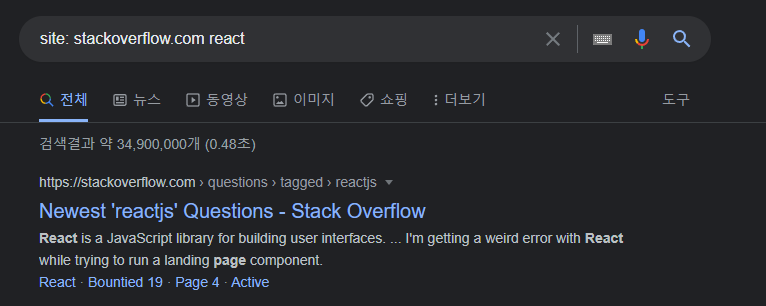 site: stackoverflow.com react
전체 뉴스 동영상 이미지 쇼핑 더보기 도구
검색결과 약 34,900,000개 (0.48초)
https://stackoverflow.com › questions › tagged › reactjs
Newest 'reactjs' Questions - Stack Overflow
React is a JavaScript library for building user interfaces. ... I'm getting a weird error with React
while trying to run a landing page component.
React · Bountied 19 · Page 4 · Active